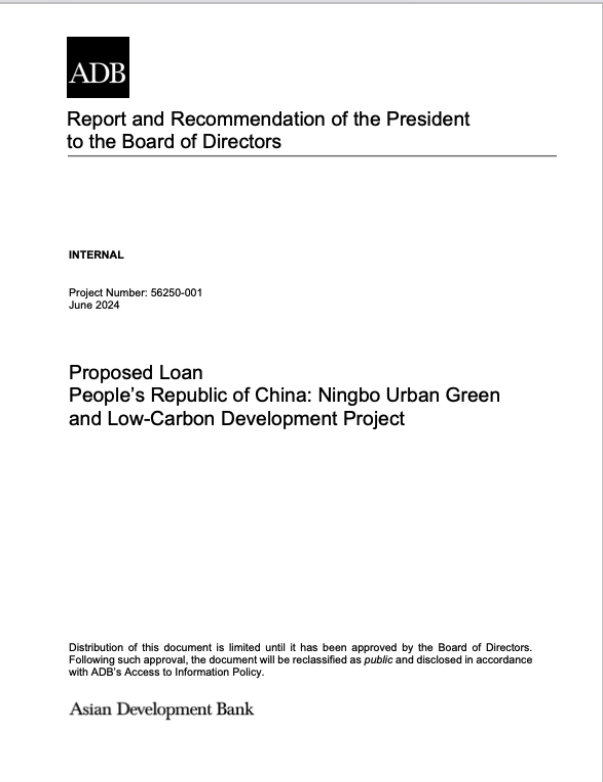 ADB
Report and Recommendation of the President
to the Board of Directors
INTERNAL
Project Number: 56250-001
June 2024
Proposed Loan
People’s Republic of China: Ningbo Urban Green
and Low-Carbon Development Project
Distribution of this document is limited until it has been approved by the Board of Directors.
Following such approval, the document will be reclassified as public and disclosed in accordance
with ADB’s Access to Information Policy.
Asian Development Bank